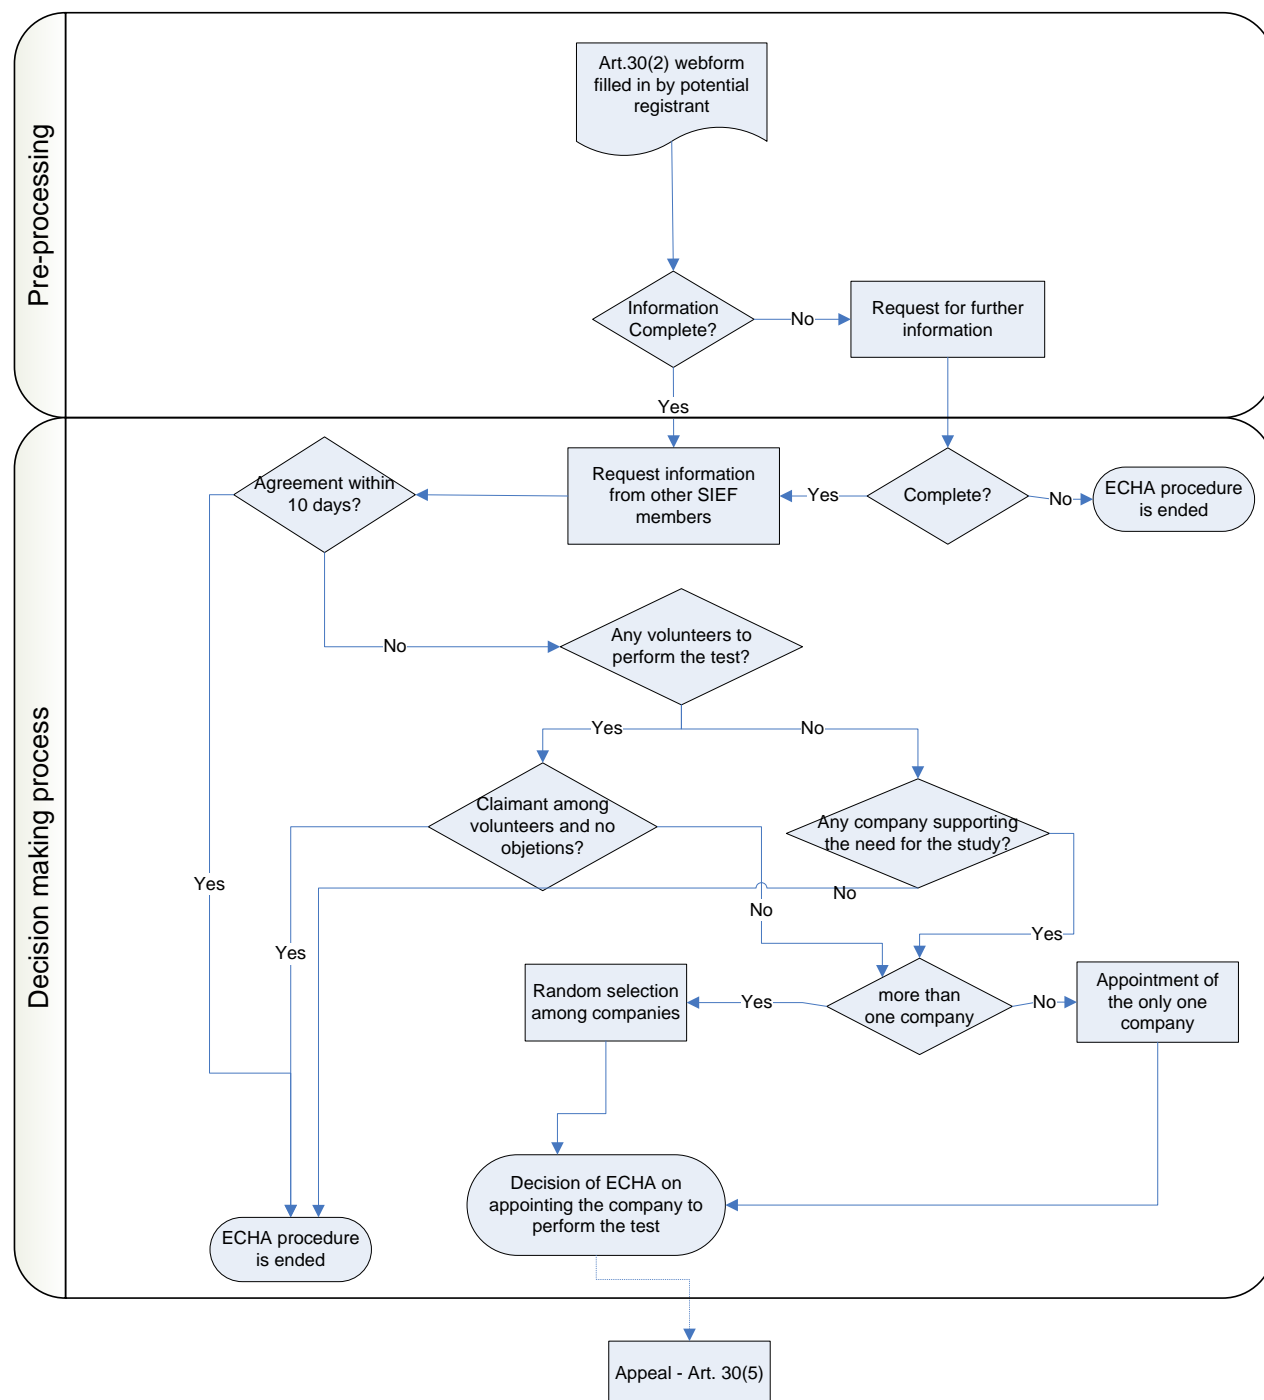 Pre-processing
Art.30(2) webform
filled in by potential
registrant
Information
Complete?
No
Request for further
information
Yes
Decision making process
Agreement within
10 days?
Request information
from other SIEF
members
Yes
Complete?
No
ECHA procedure
is ended
No
Any volunteers to
perform the test?
Yes
No
Claimant among
volunteers and no
objetions?
Any company supporting
the need for the study?
Yes
No
No
Yes
Yes
Random selection
among companies
Yes
more than
one company
No
Appointment of
the only one
company
Decision of ECHA on
appointing the company to
perform the test
ECHA procedure
is ended
Appeal - Art. 30(5)